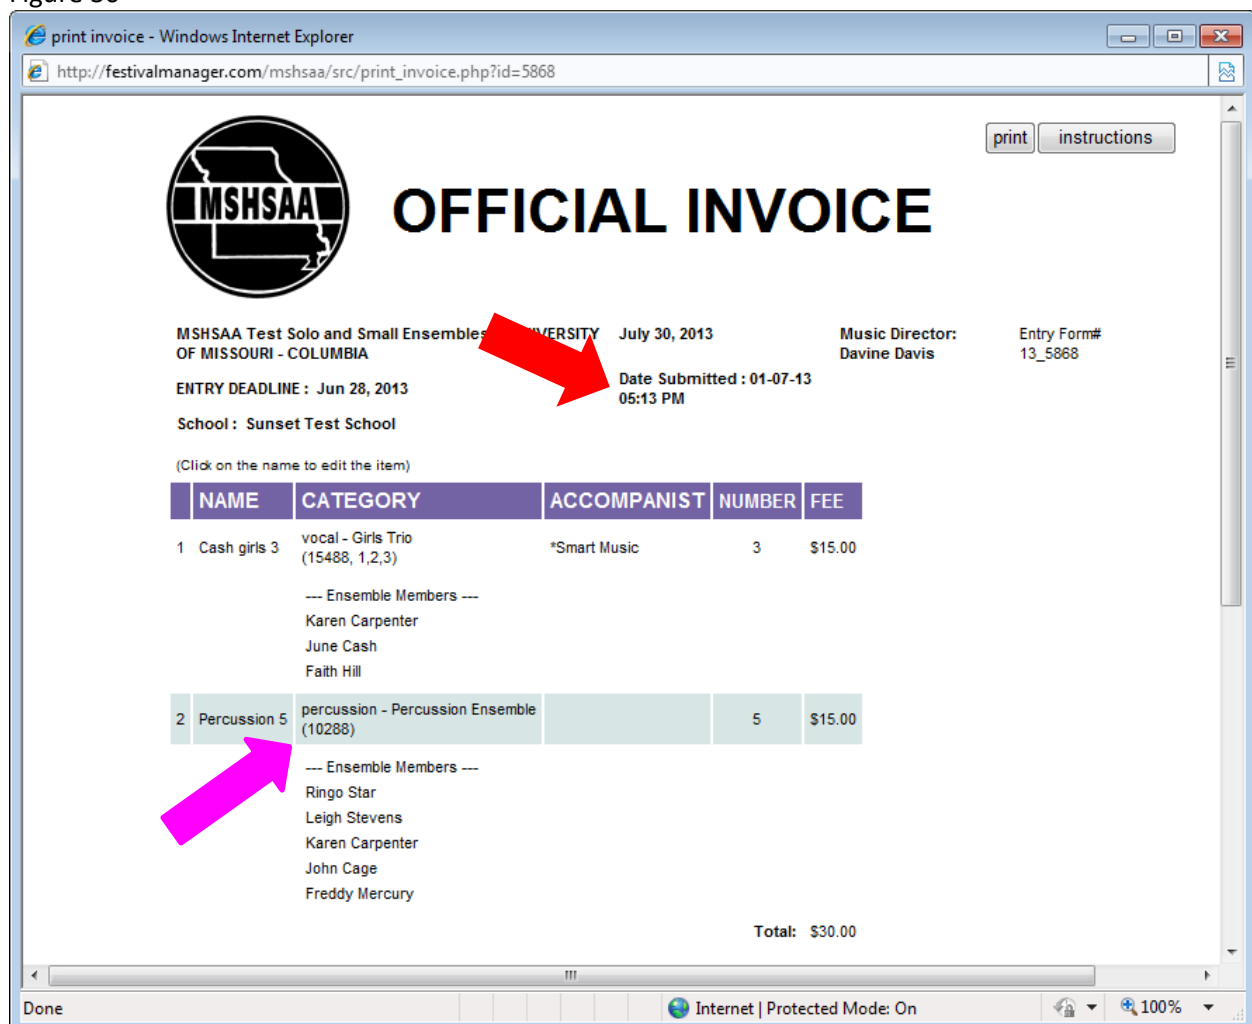 print invoice - Windows Internet Explorer
http://festivalmanager.com/mshsaa/src/print_invoice.php?id=5868
print instructions
MSHSAA
OFFICIAL INVOICE
MSHSAA Test Solo and Small Ensembles
OF MISSOURI - COLUMBIA
ENTRY DEADLINE : Jun 28, 2013
School : Sunset Test School
July 30, 2013
Date Submitted : 01-07-13
05:13 PM
Music Director:
Davine Davis
Entry Form#
13_5868
(Click on the name to edit the item)
NAME CATEGORY ACCOMPANIST NUMBER FEE
1 Cash girls 3 vocal - Girls Trio *Smart Music 3 $15.00
(15488, 1,2,3)
--- Ensemble Members ---
Karen Carpenter
June Cash
Faith Hill
2 Percussion 5 percussion - Percussion Ensemble 5 $15.00
(10288)
--- Ensemble Members ---
Ringo Star
Leigh Stevens
Karen Carpenter
John Cage
Freddy Mercury
Total: $30.00
Done
Internet | Protected Mode: On
100%